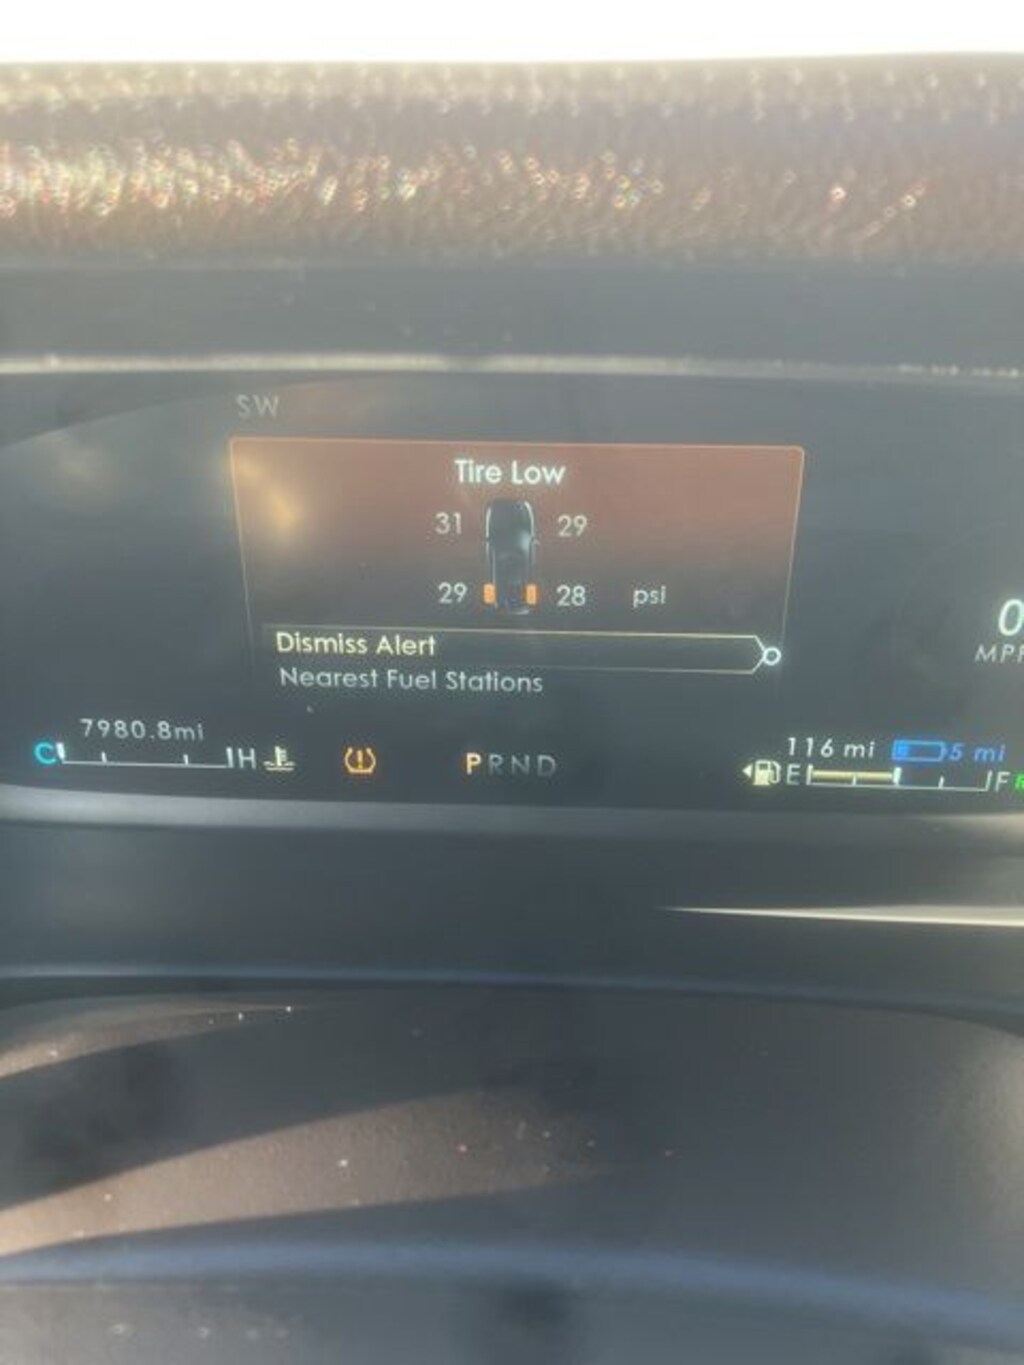 SW
Tire Low
31 29
29 28 psi
Dismiss Alert
Nearest Fuel Stations
7980.8mi
C H
PRND
116 mi 5 mi
E F
0